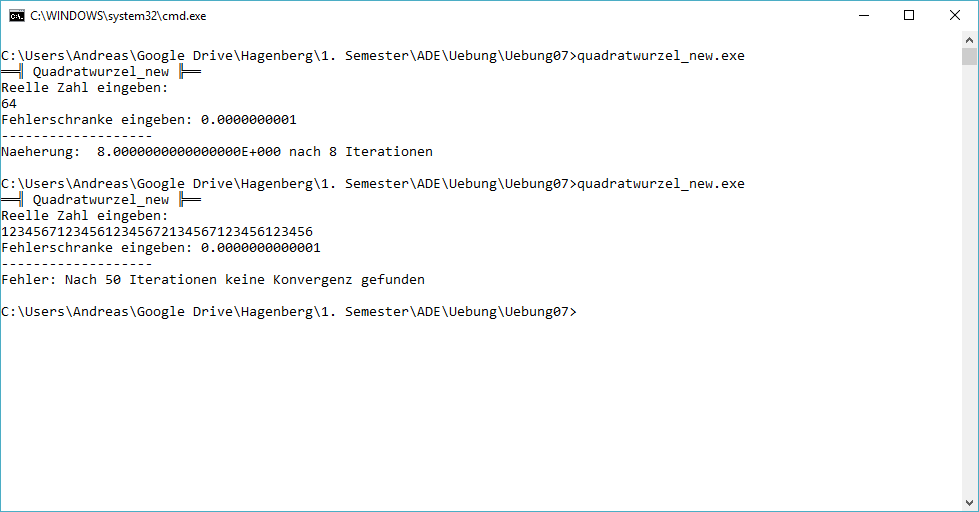 C:\WINDOWS\system32\cmd.exe
C:\Users\Andreas\Google Drive\Hagenberg\1. Semester\ADE\Uebung\Uebung07>quadratwurzel_new.exe
══╣ Quadratwurzel_new ╠══
Reelle Zahl eingeben:
64
Fehlerschranke eingeben: 0.0000000001
-------------------
Naeherung:  8.0000000000000000E+000 nach 8 Iterationen
C:\Users\Andreas\Google Drive\Hagenberg\1. Semester\ADE\Uebung\Uebung07>quadratwurzel_new.exe
══╣ Quadratwurzel_new ╠══
Reelle Zahl eingeben:
123456712345612345672134567123456123456
Fehlerschranke eingeben: 0.0000000000001
-------------------
Fehler: Nach 50 Iterationen keine Konvergenz gefunden
C:\Users\Andreas\Google Drive\Hagenberg\1. Semester\ADE\Uebung\Uebung07>